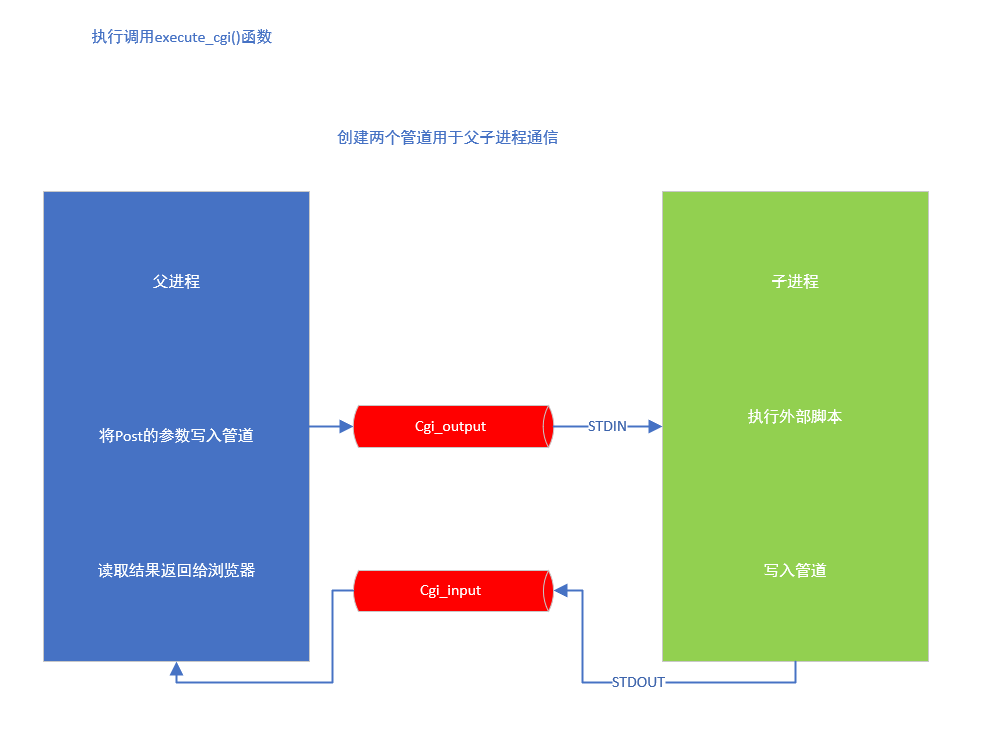 执行调用execute_cgi()函数
创建两个管道用于父子进程通信
父进程
子进程
将Post的参数写入管道
Cgi_output
STDIN
执行外部脚本
读取结果返回给浏览器
Cgi_input
写入管道
STDOUT